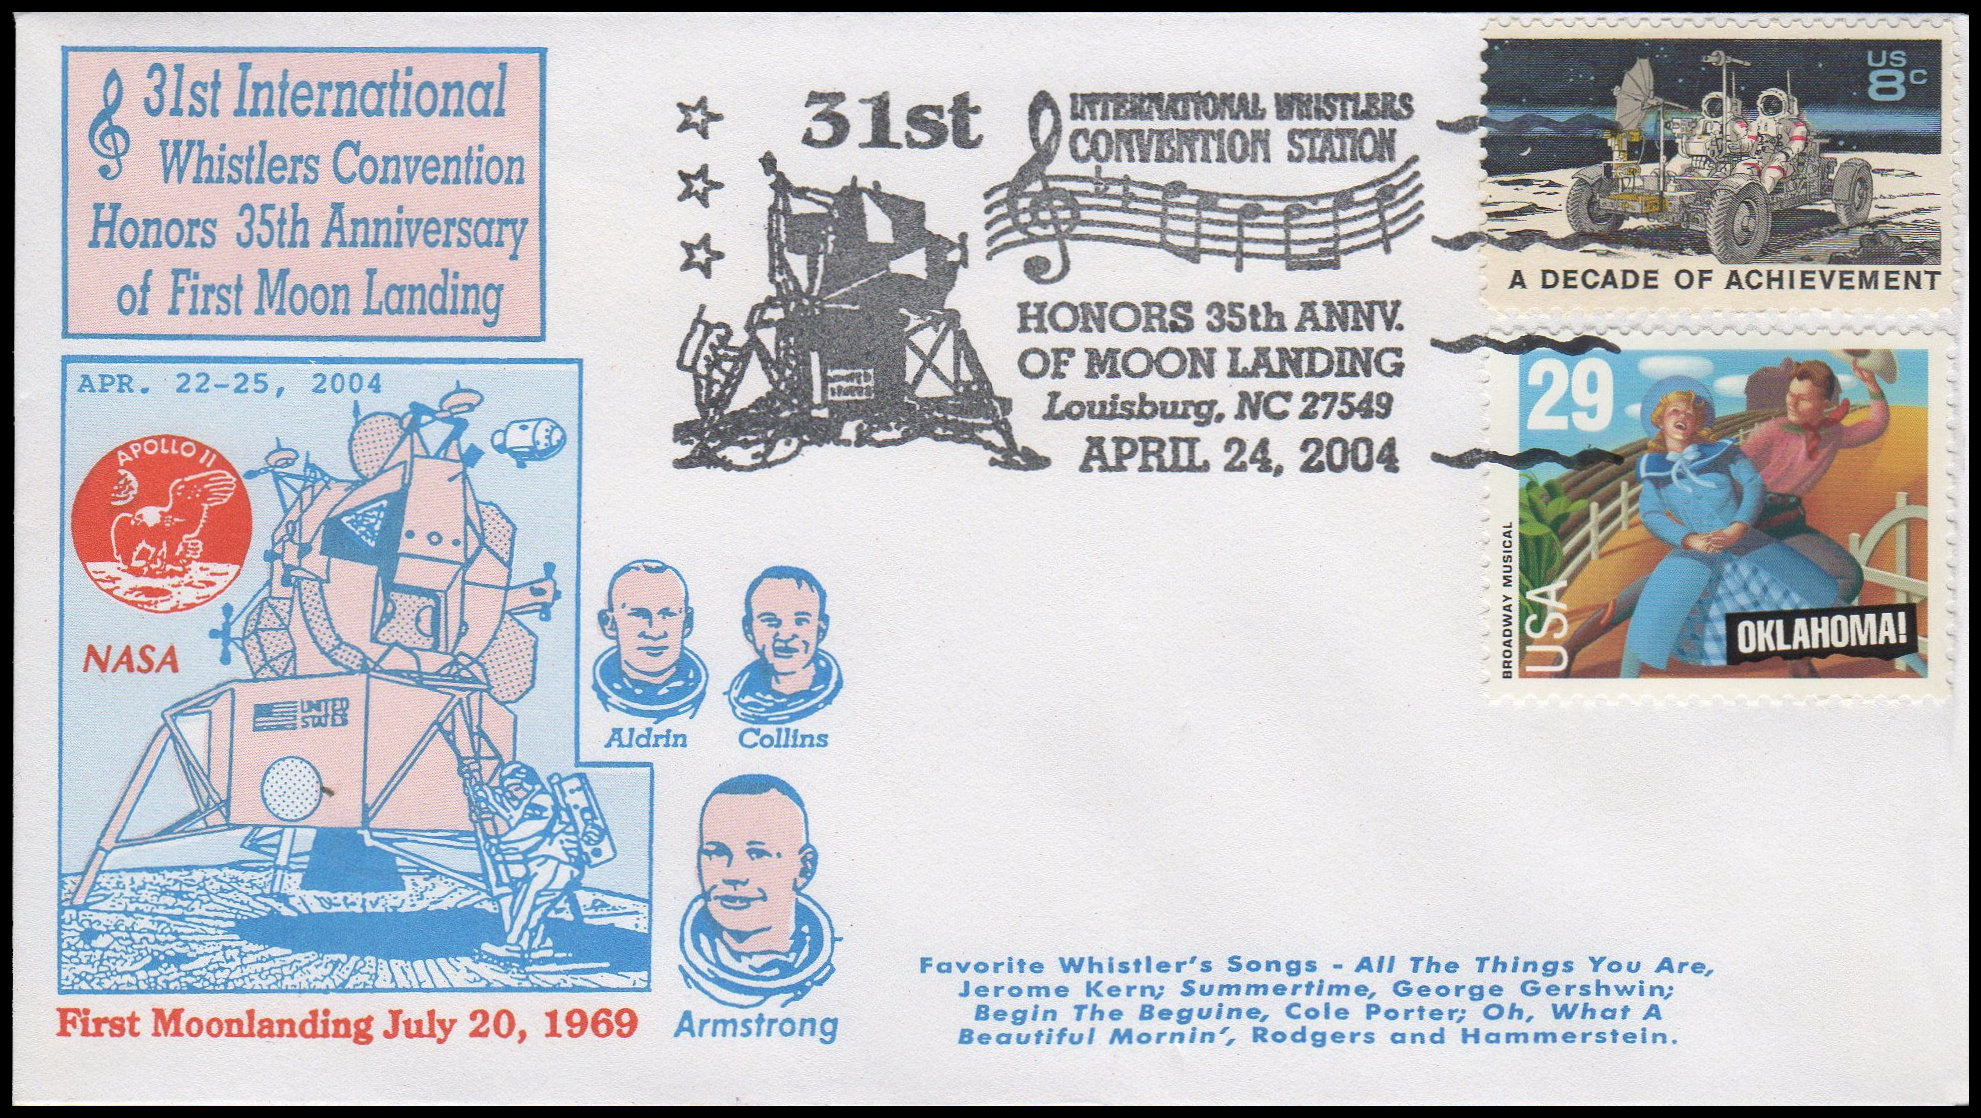 31st International
Whistlers Convention
Honors 35th Anniversary
of First Moon Landing
APR. 22-25, 2004
APOLLO 11
NASA
UNITED
STATES
Aldrin
Collins
Armstrong
First Moonlanding July 20, 1969
31st
INTERNATIONAL WHISTLERS
CONVENTION STATION
HONORS 35th ANNV.
OF MOON LANDING
Louisburg, NC 27549
APRIL 24, 2004
US
8c
A DECADE OF ACHIEVEMENT
29
BROADWAY MUSICAL
USA
OKLAHOMA!
Favorite Whistler's Songs - All The Things You Are,
Jerome Kern; Summertime, George Gershwin;
Begin The Beguine, Cole Porter; Oh, What A
Beautiful Mornin', Rodgers and Hammerstein.